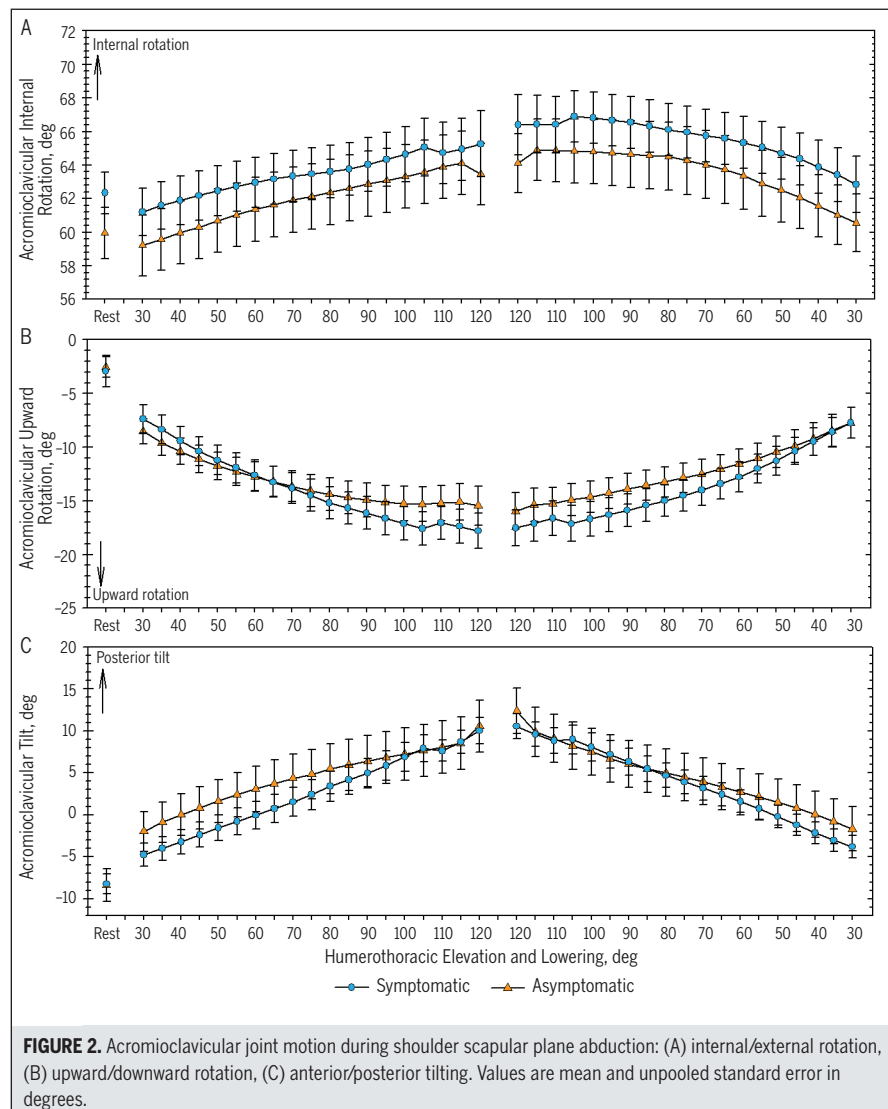 A
Internal rotation
Acromioclavicular Internal
Rotation, deg
72
70
68
66
64
62
60
58
56
Rest 30 40 50 60 70 80 90 100 110 120 120 110 100 90 80 70 60 50 40 30
B
Acromioclavicular Upward
Rotation, deg
0
–5
–10
–15
–20
–25
Upward rotation
Rest 30 40 50 60 70 80 90 100 110 120 120 110 100 90 80 70 60 50 40 30
C
Posterior tilt
Acromioclavicular Tilt, deg
20
15
10
5
0
–5
–10
Rest 30 40 50 60 70 80 90 100 110 120 120 110 100 90 80 70 60 50 40 30
Humerothoracic Elevation and Lowering, deg
Symptomatic Asymptomatic
FIGURE 2. Acromioclavicular joint motion during shoulder scapular plane abduction: (A) internal/external rotation,
(B) upward/downward rotation, (C) anterior/posterior tilting. Values are mean and unpooled standard error in
degrees.